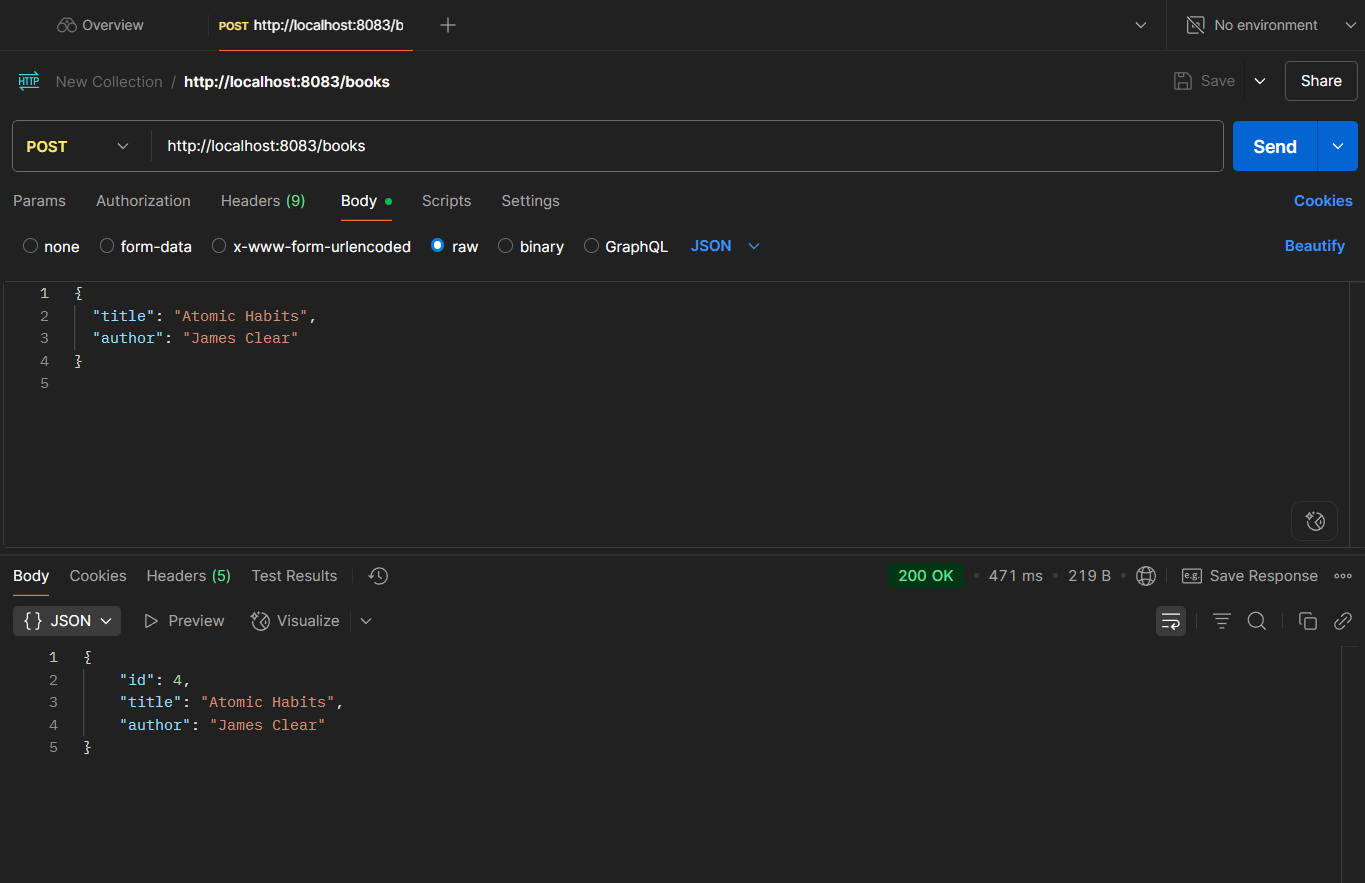 Overview
POST http://localhost:8083/b
No environment
HTTP New Collection / http://localhost:8083/books
Save
Share
POST http://localhost:8083/books
Send
Params Authorization Headers (9) Body Scripts Settings Cookies
none form-data x-www-form-urlencoded raw binary GraphQL JSON Beautify
1 {
2 "title": "Atomic Habits",
3 "author": "James Clear"
4 }
5
Body Cookies Headers (5) Test Results 200 OK • 471 ms • 219 B • e.g. Save Response
{ } JSON Preview Visualize
1 {
2 "id": 4,
3 "title": "Atomic Habits",
4 "author": "James Clear"
5 }